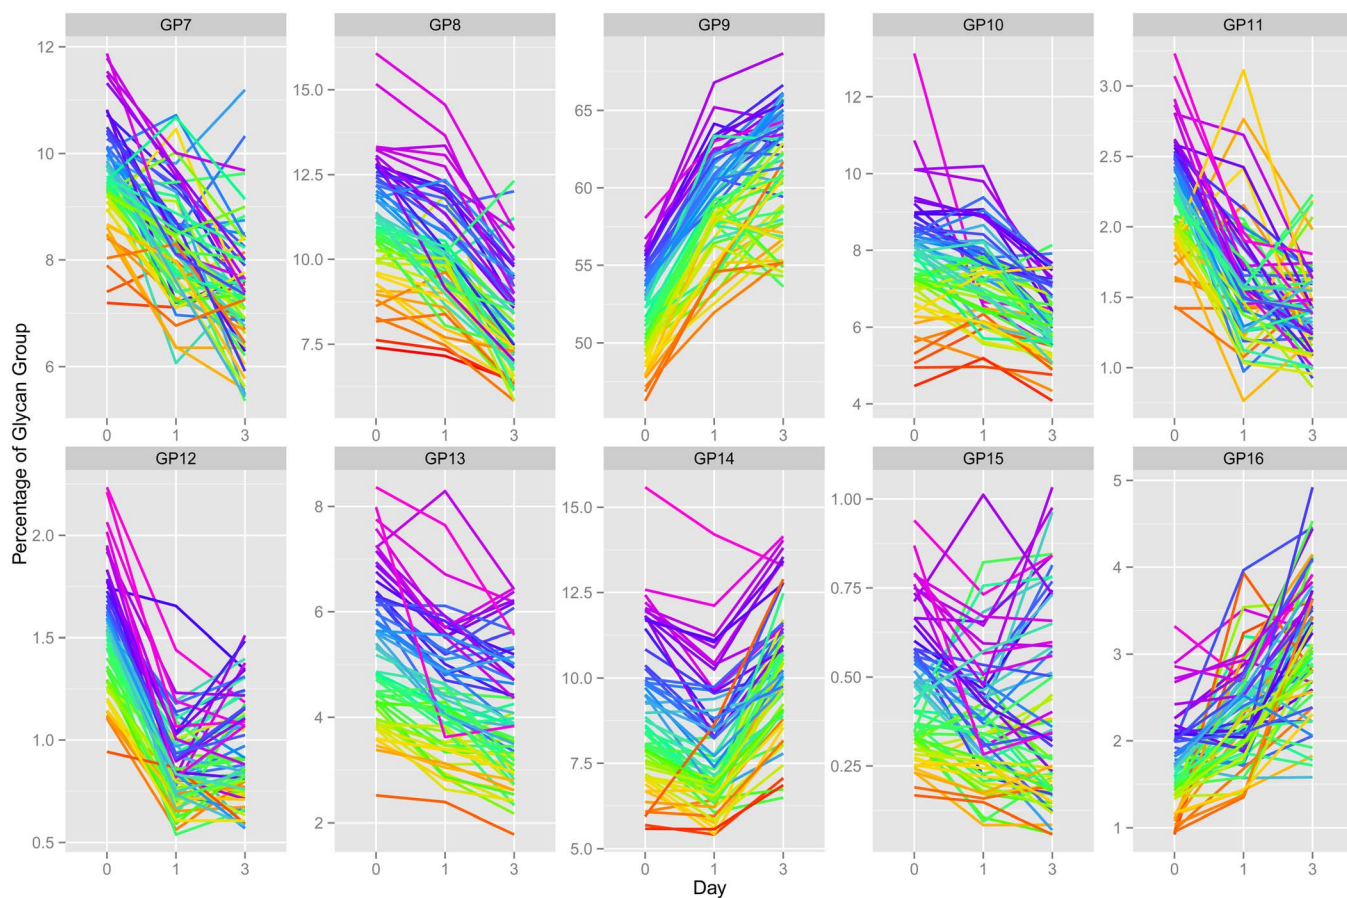 GP7 GP8 GP9 GP10 GP11
12 10 8 6
15.0 12.5 10.0 7.5
65 60 55 50
12 10 8 6 4
3.0 2.5 2.0 1.5 1.0
0 1 3 0 1 3 0 1 3 0 1 3 0 1 3
Percentage of Glycan Group
GP12 GP13 GP14 GP15 GP16
2.0 1.5 1.0 0.5
8 6 4 2
15.0 12.5 10.0 7.5 5.0
1.00 0.75 0.50 0.25
5 4 3 2 1
0 1 3 0 1 3 0 1 3 0 1 3 0 1 3
Day